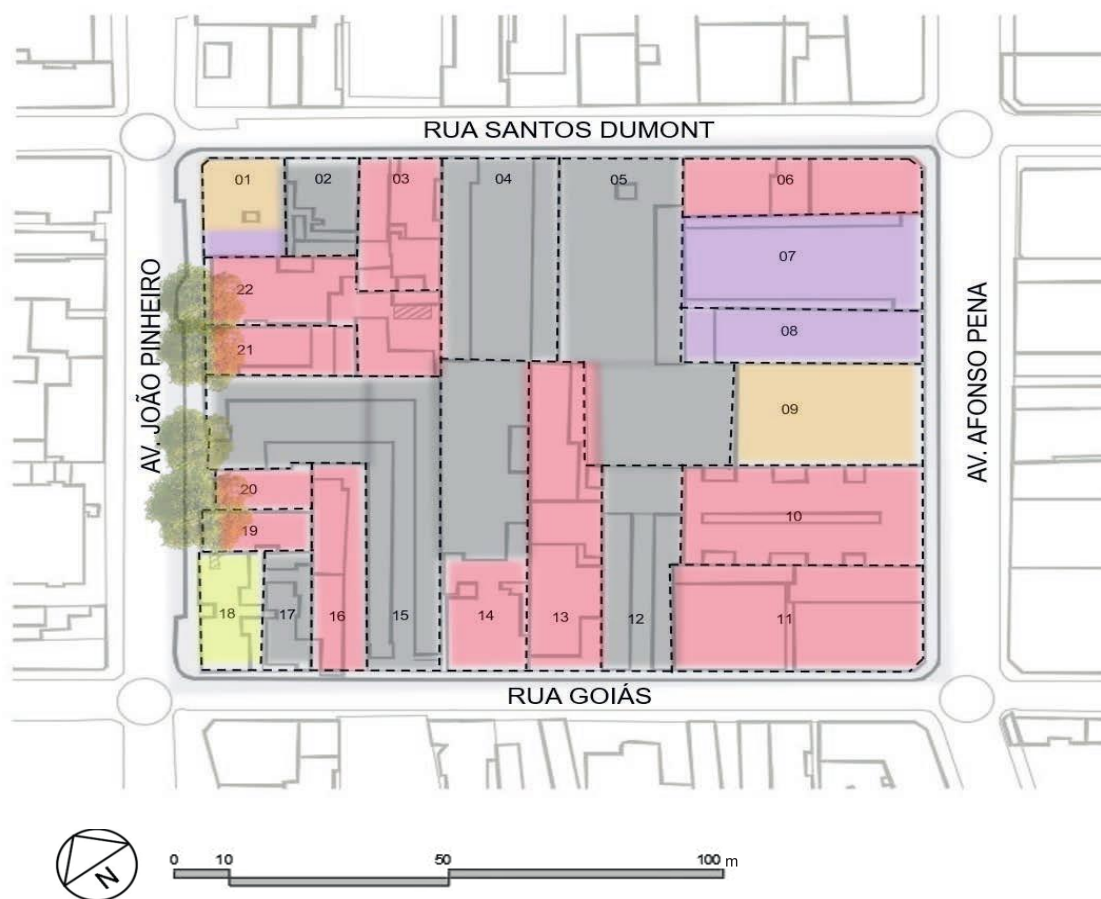 RUA SANTOS DUMONT
01 02 03 04 05 06
07
22
08
21
AV. JOÃO PINHEIRO
09
AV. AFONSO PENA
20
19
10
18 17 16 15 14 13 12 11
RUA GOIÁS
N
0 10 50 100 m